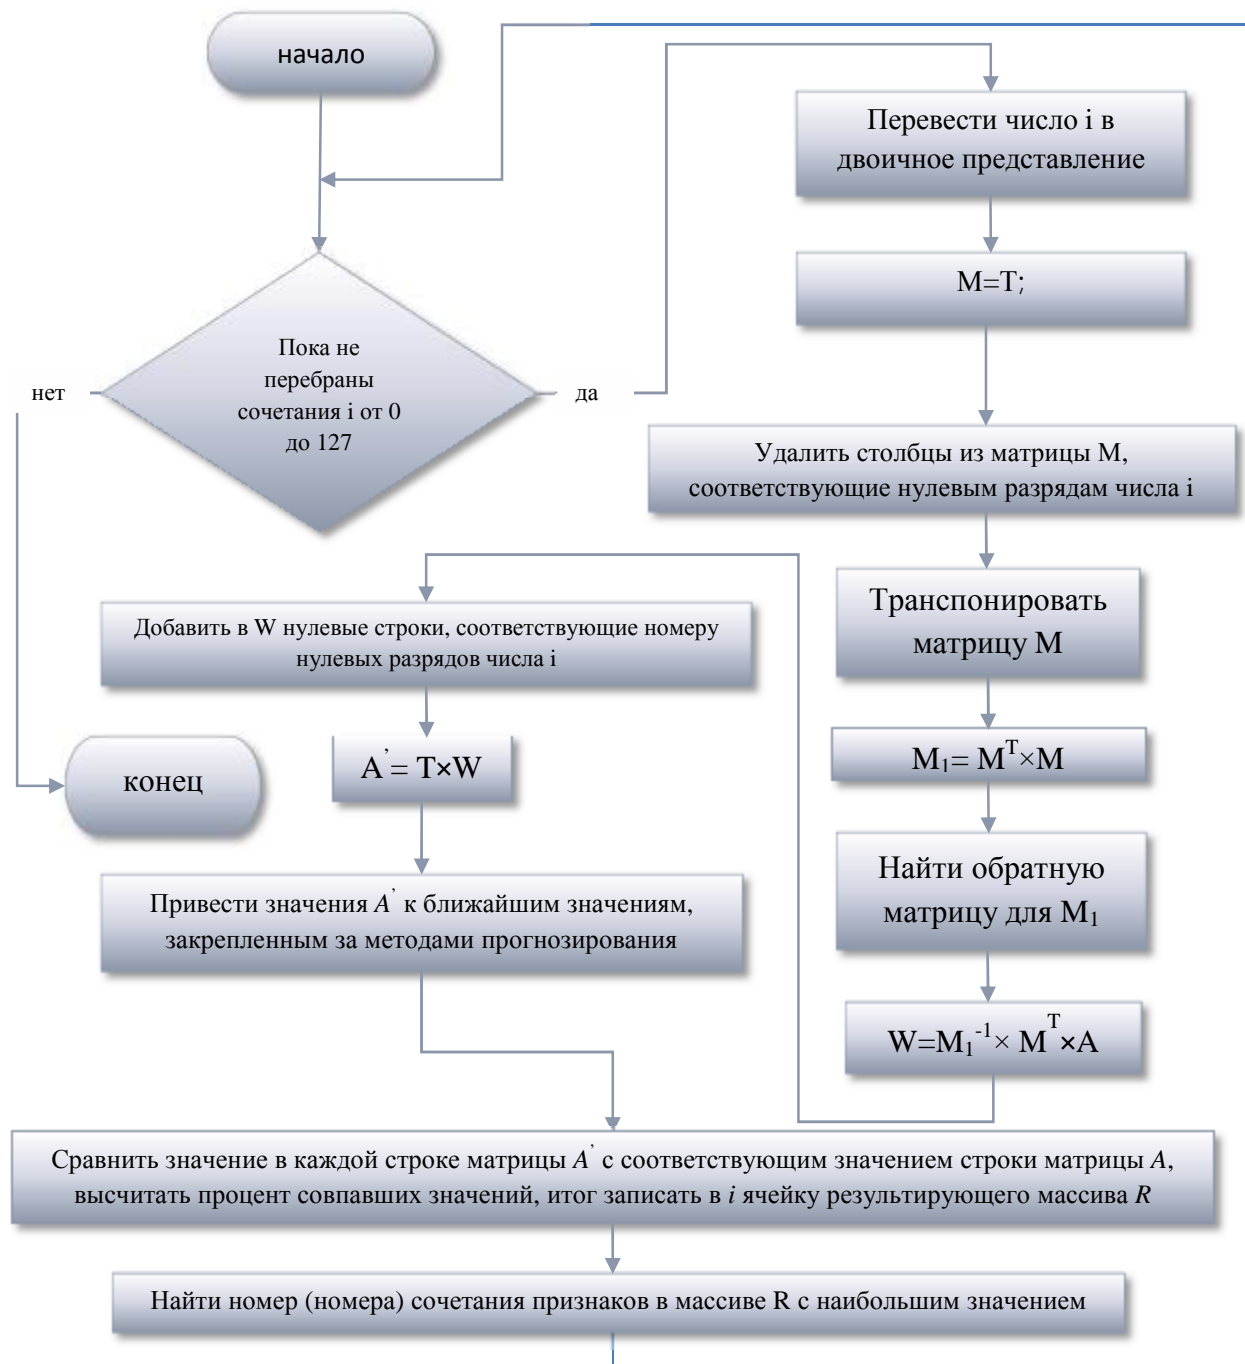 начало
Пока не
перебраны
сочетания i от 0
до 127
нет
да
Перевести число i в
двоичное представление
M=T;
Удалить столбцы из матрицы М,
соответствующие нулевым разрядам числа i
Транспонировать
матрицу М
M₁= Mᵀ×M
Найти обратную
матрицу для M₁
W=M₁⁻¹× Mᵀ×A
Добавить в W нулевые строки, соответствующие номеру
нулевых разрядов числа i
A’= T×W
Привести значения A’ к ближайшим значениям,
закрепленным за методами прогнозирования
Сравнить значение в каждой строке матрицы A’ с соответствующим значением строки матрицы A,
высчитать процент совпавших значений, итог записать в i ячейку результирующего массива R
Найти номер (номера) сочетания признаков в массиве R с наибольшим значением
конец